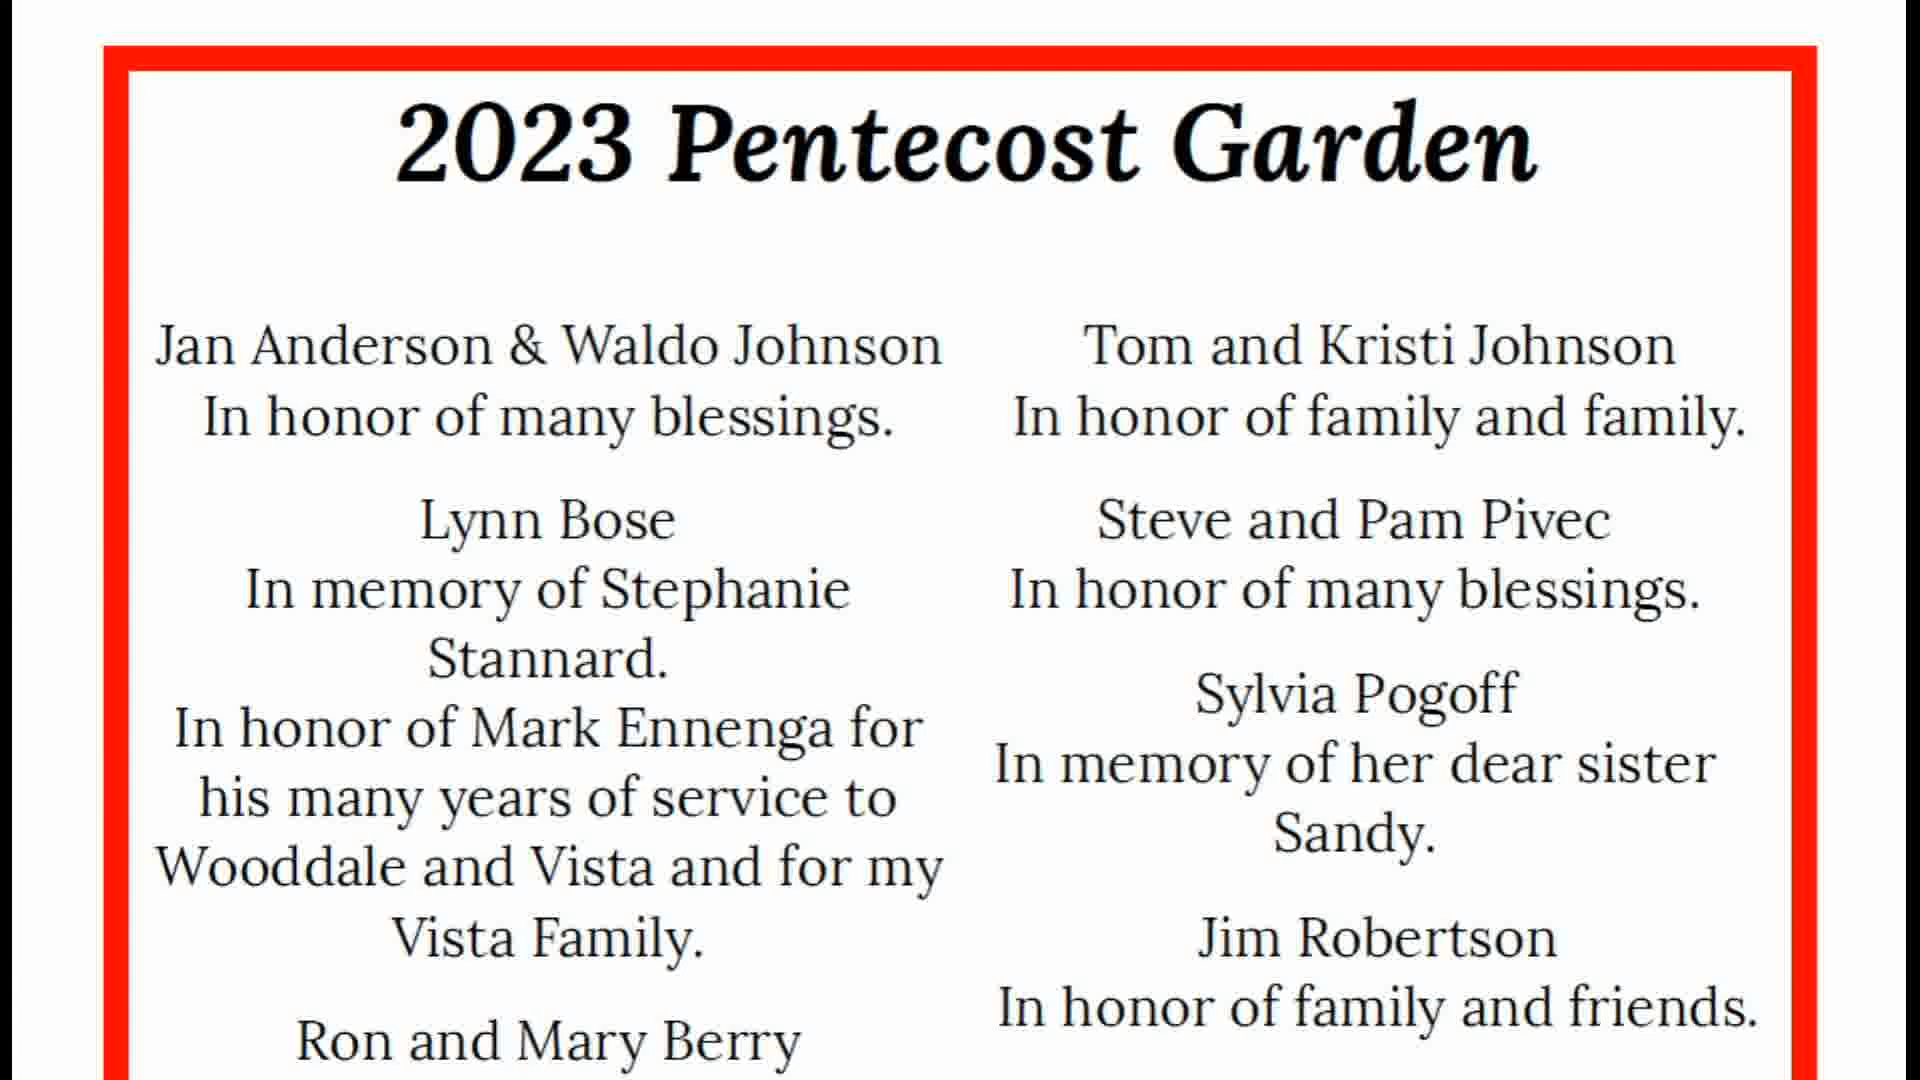 2023 Pentecost Garden
Jan Anderson & Waldo Johnson
In honor of many blessings.
Lynn Bose
In memory of Stephanie
Stannard.
In honor of Mark Ennenga for
his many years of service to
Wooddale and Vista and for my
Vista Family.
Ron and Mary Berry
Tom and Kristi Johnson
In honor of family and family.
Steve and Pam Pivec
In honor of many blessings.
Sylvia Pogoff
In memory of her dear sister
Sandy.
Jim Robertson
In honor of family and friends.